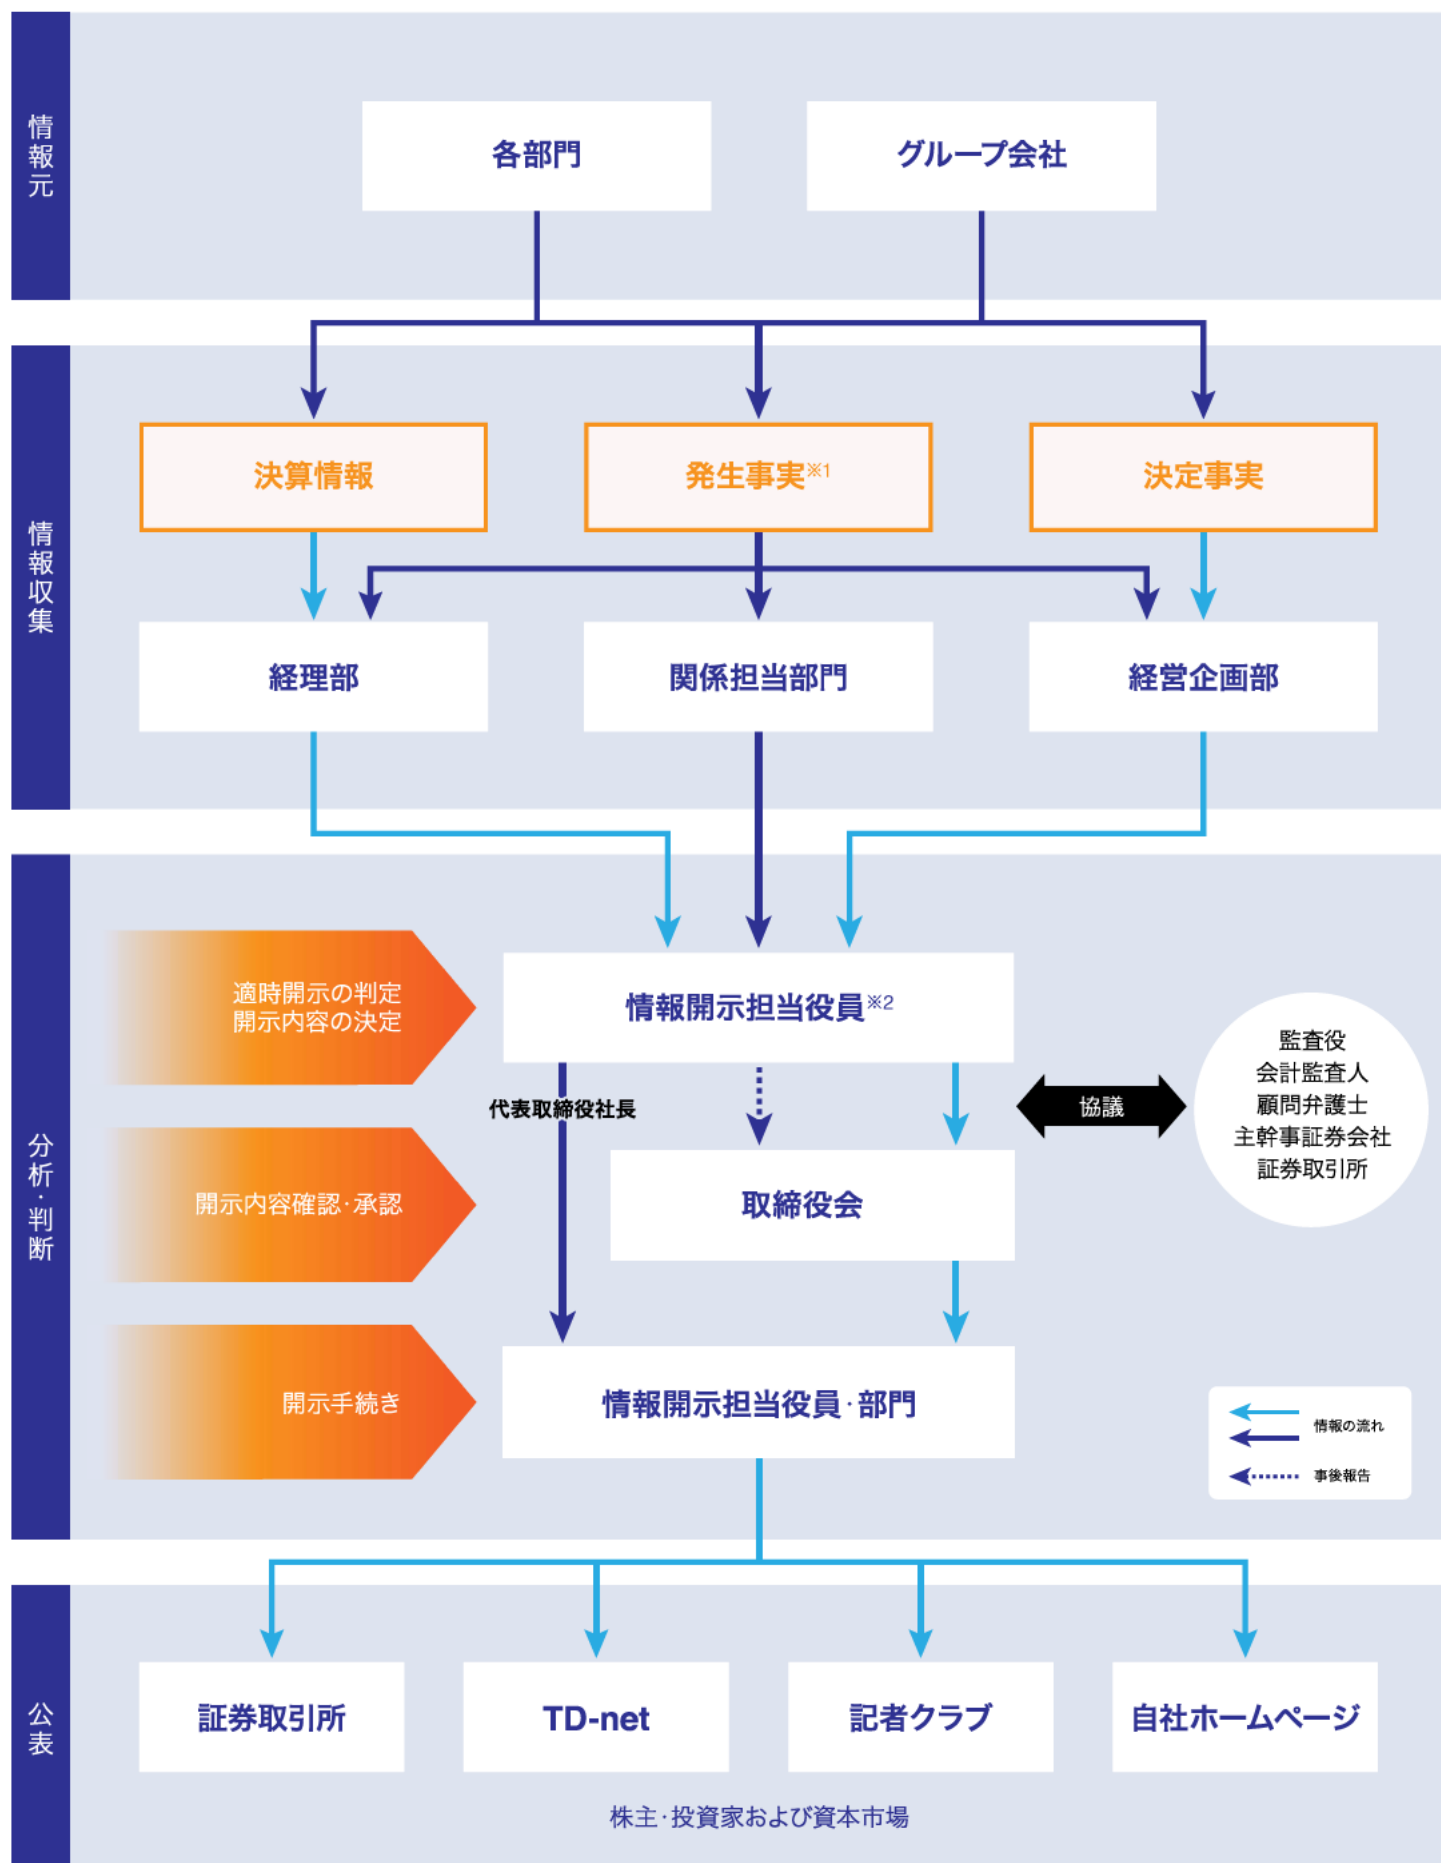 情報元
各部門
グループ会社
情報収集
決算情報
発生事実※1
決定事実
経理部
関係担当部門
経営企画部
分析・判断
適時開示の判定
開示内容の決定
情報開示担当役員※2
代表取締役社長
協議
監査役
会計監査人
顧問弁護士
主幹事証券会社
証券取引所
開示内容確認・承認
取締役会
開示手続き
情報開示担当役員・部門
情報の流れ
事後報告
公表
証券取引所
TD-net
記者クラブ
自社ホームページ
株主・投資家および資本市場